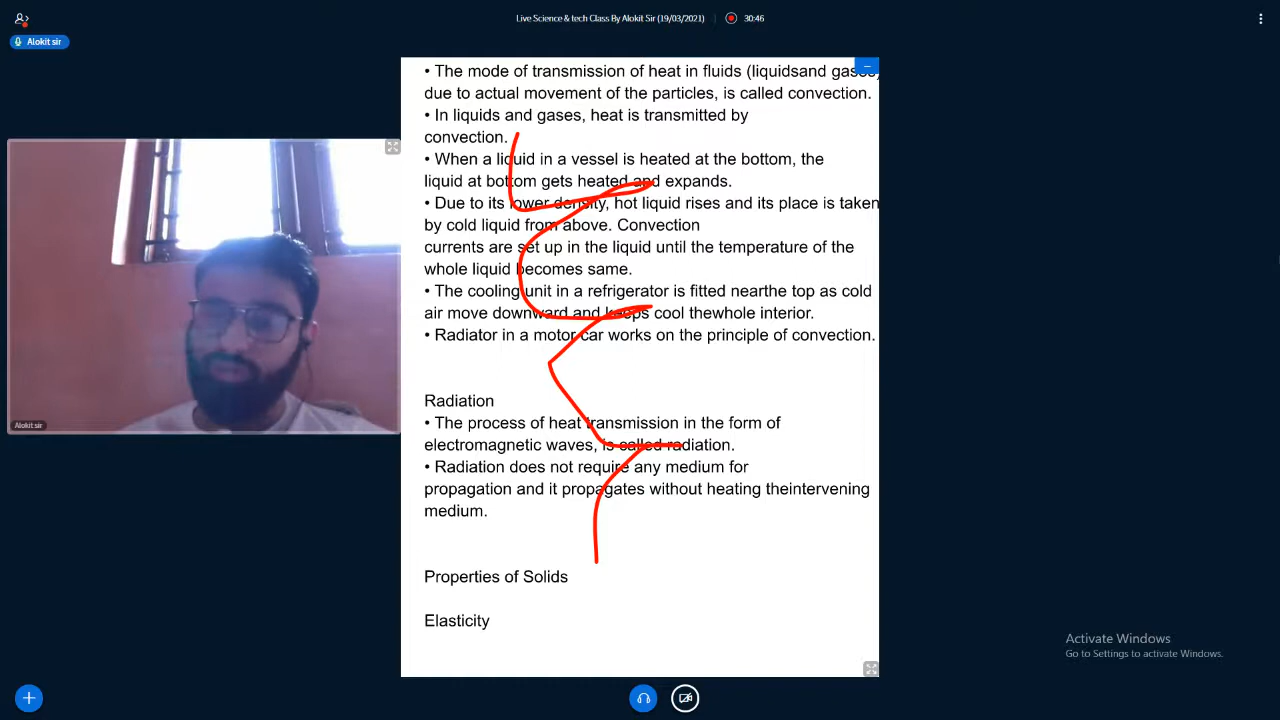 Live Science & tech Class By Alokit Sir (19/03/2021)
30:46
Alokit sir
• The mode of transmission of heat in fluids (liquidsand gases)
due to actual movement of the particles, is called convection.
• In liquids and gases, heat is transmitted by
convection.
• When a liquid in a vessel is heated at the bottom, the
liquid at bottom gets heated and expands.
• Due to its lower density, hot liquid rises and its place is taken
by cold liquid from above. Convection
currents are set up in the liquid until the temperature of the
whole liquid becomes same.
• The cooling unit in a refrigerator is fitted nearthe top as cold
air move downward and keeps cool thewhole interior.
• Radiator in a motor car works on the principle of convection.
Radiation
• The process of heat transmission in the form of
electromagnetic waves, is called radiation.
• Radiation does not require any medium for
propagation and it propagates without heating theintervening
medium.
Properties of Solids
Elasticity
Alokit sir
Activate Windows
Go to Settings to activate Windows.